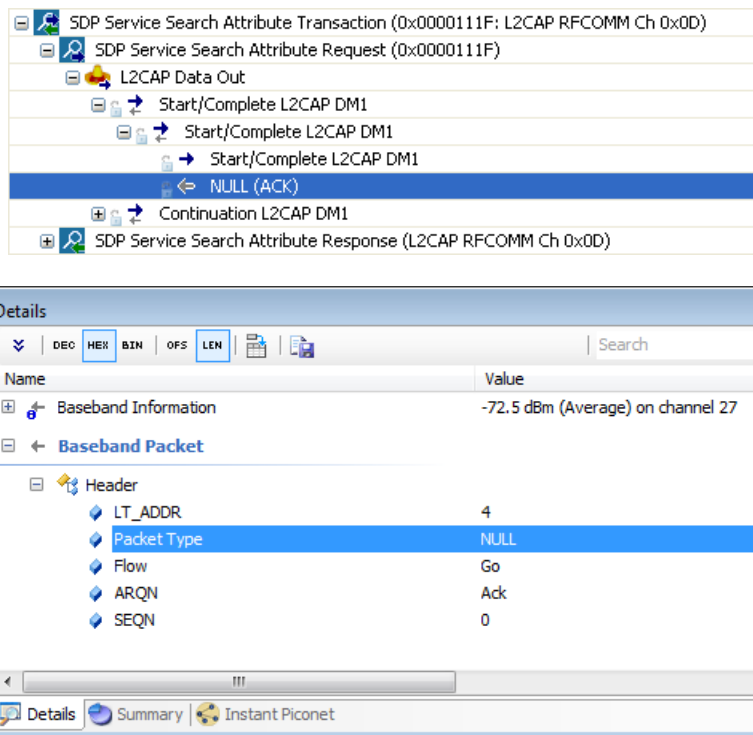 SDP Service Search Attribute Transaction (0x0000111F: L2CAP RFCOMM Ch 0x0D)
SDP Service Search Attribute Request (0x0000111F)
L2CAP Data Out
Start/Complete L2CAP DM1
Start/Complete L2CAP DM1
Start/Complete L2CAP DM1
NULL (ACK)
Continuation L2CAP DM1
SDP Service Search Attribute Response (L2CAP RFCOMM Ch 0x0D)
Details
DEC HEX BIN OFS LEN Search
Name Value
Baseband Information -72.5 dBm (Average) on channel 27
Baseband Packet
Header
LT_ADDR 4
Packet Type NULL
Flow Go
ARQN Ack
SEQN 0
Details Summary Instant Piconet